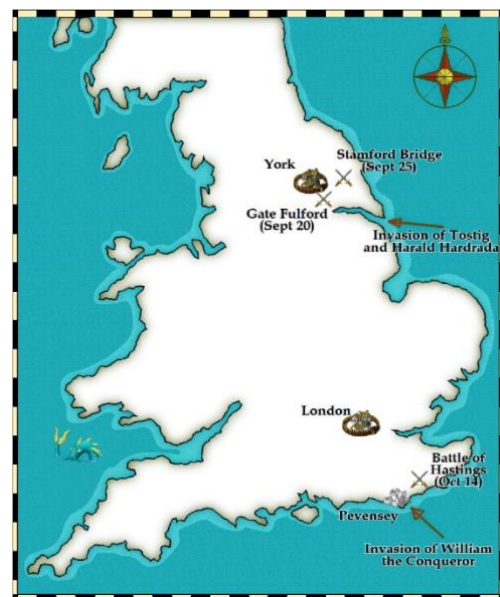 Stamford Bridge
(Sept 25)
York
Gate Fulford
(Sept 20)
Invasion of Tostig
and Harald Hardrada
London
Battle of
Hastings
(Oct 14)
Pevensey
Invasion of William
the Conqueror